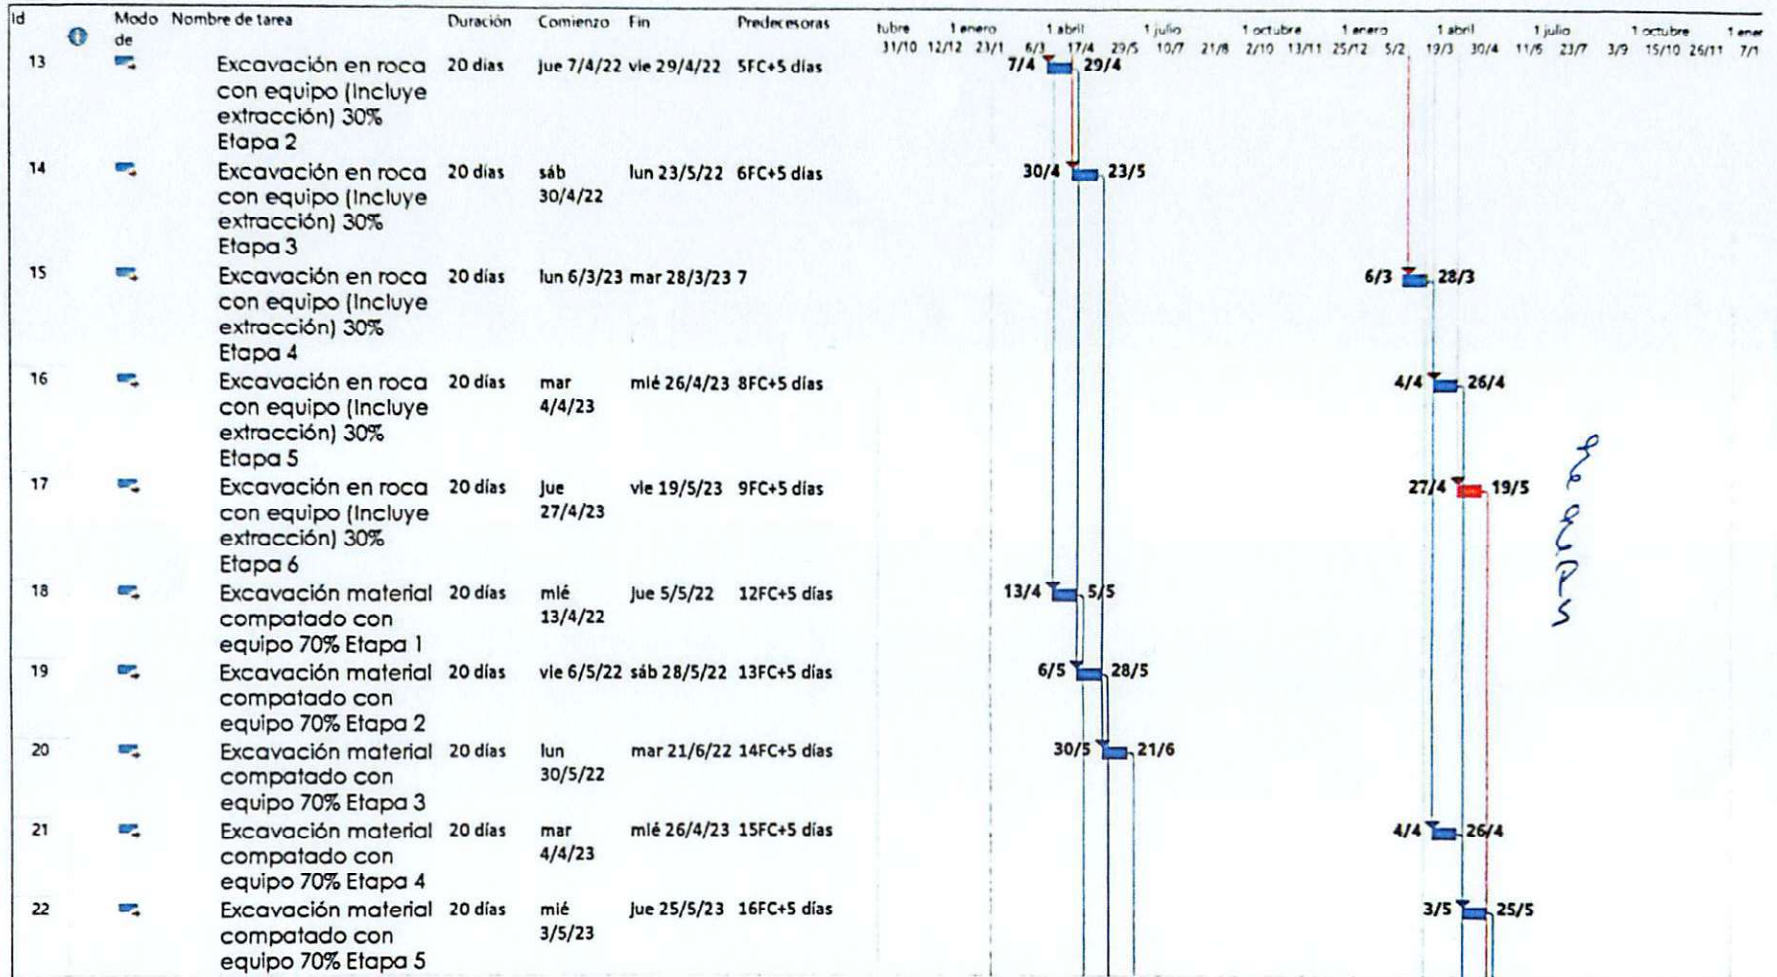 Id Modo de Nombre de tarea Duración Comienzo Fin Predecesoras
tubre 1 enero 1 abril 1 julio 1 octubre 1 enero 1 abril 1 julio 1 octubre 1 ener
31/10 12/12 23/1 6/3 17/4 29/5 10/7 21/8 2/10 13/11 25/12 5/2 19/3 30/4 11/6 23/7 3/9 15/10 26/11 7/1
13 Excavación en roca 20 días jue 7/4/22 vie 29/4/22 5FC+5 días 7/4 29/4
con equipo (Incluye
extracción) 30%
Etapa 2
14 Excavación en roca 20 días sáb lun 23/5/22 6FC+5 días 30/4 23/5
con equipo (Incluye 30/4/22
extracción) 30%
Etapa 3
15 Excavación en roca 20 días lun 6/3/23 mar 28/3/23 7 6/3 28/3
con equipo (Incluye
extracción) 30%
Etapa 4
16 Excavación en roca 20 días mar mié 26/4/23 8FC+5 días 4/4 26/4
con equipo (Incluye 4/4/23
extracción) 30%
Etapa 5
17 Excavación en roca 20 días jue vie 19/5/23 9FC+5 días 27/4 19/5
con equipo (Incluye 27/4/23
extracción) 30%
Etapa 6
18 Excavación material 20 días mié jue 5/5/22 12FC+5 días 13/4 5/5
compatado con 13/4/22
equipo 70% Etapa 1
19 Excavación material 20 días vie 6/5/22 sáb 28/5/22 13FC+5 días 6/5 28/5
compatado con
equipo 70% Etapa 2
20 Excavación material 20 días lun mar 21/6/22 14FC+5 días 30/5 21/6
compatado con 30/5/22
equipo 70% Etapa 3
21 Excavación material 20 días mar mié 26/4/23 15FC+5 días 4/4 26/4
compatado con 4/4/23
equipo 70% Etapa 4
22 Excavación material 20 días mié jue 25/5/23 16FC+5 días 3/5 25/5
compatado con 3/5/23
equipo 70% Etapa 5